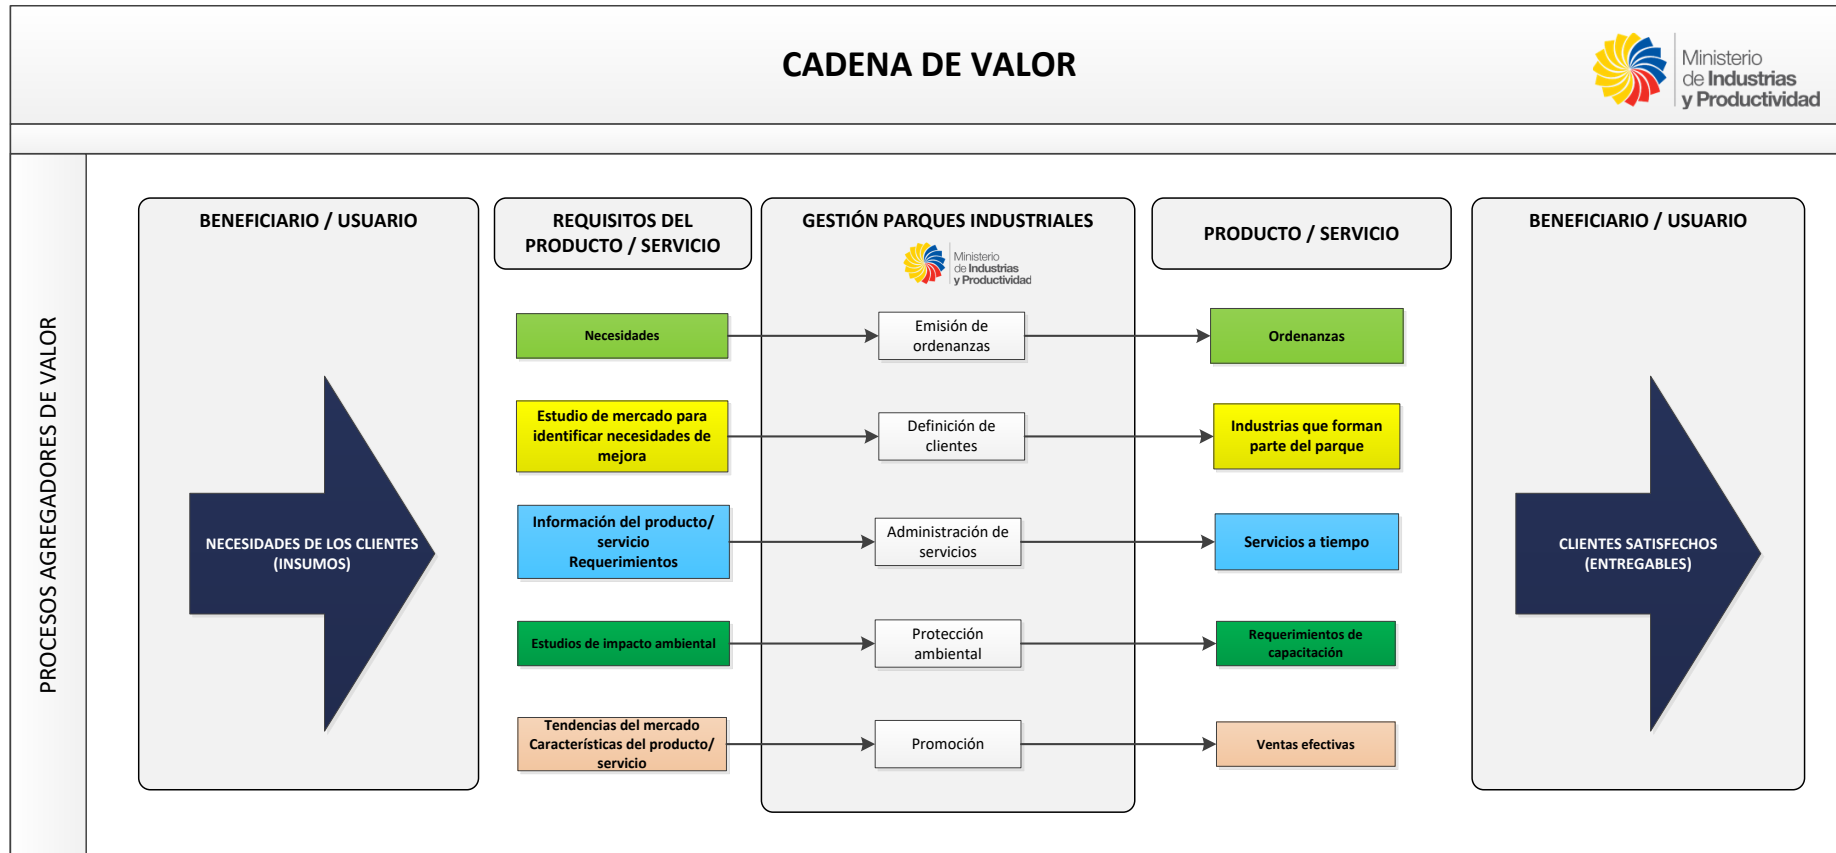 CADENA DE VALOR
Ministerio
de Industrias
y Productividad
PROCESOS AGREGADORES DE VALOR
BENEFICIARIO / USUARIO
NECESIDADES DE LOS CLIENTES
(INSUMOS)
REQUISITOS DEL
PRODUCTO / SERVICIO
GESTIÓN PARQUES INDUSTRIALES
Ministerio
de Industrias
y Productividad
PRODUCTO / SERVICIO
Necesidades
Emisión de
ordenanzas
Ordenanzas
Estudio de mercado para
identificar necesidades de
mejora
Definición de
clientes
Industrias que forman
parte del parque
Información del producto/
servicio
Requerimientos
Administración de
servicios
Servicios a tiempo
Estudios de impacto ambiental
Protección
ambiental
Requerimientos de
capacitación
Tendencias del mercado
Características del producto/
servicio
Promoción
Ventas efectivas
BENEFICIARIO / USUARIO
CLIENTES SATISFECHOS
(ENTREGABLES)